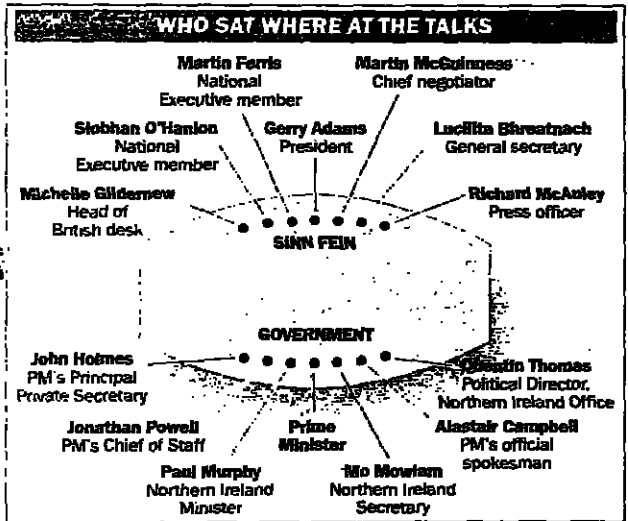 WHO SAT WHERE AT THE TALKS
Martin Ferris
National
Executive member
Martin McGuinness
Chief negotiator
Siobhan O'Hanlon
National
Executive member
Gerry Adams
President
Lucilita Bhreatnach
General secretary
Michelle Gildernew
Head of
British desk
Richard McAuley
Press officer
SINN FEIN
GOVERNMENT
John Holmes
PM's Principal
Private Secretary
Quentin Thomas
Political Director,
Northern Ireland Office
Jonathan Powell
PM's Chief of Staff
Prime
Minister
Alastair Campbell
PM's official
spokesman
Paul Murphy
Northern Ireland
Minister
Mo Mowlam
Northern Ireland
Secretary